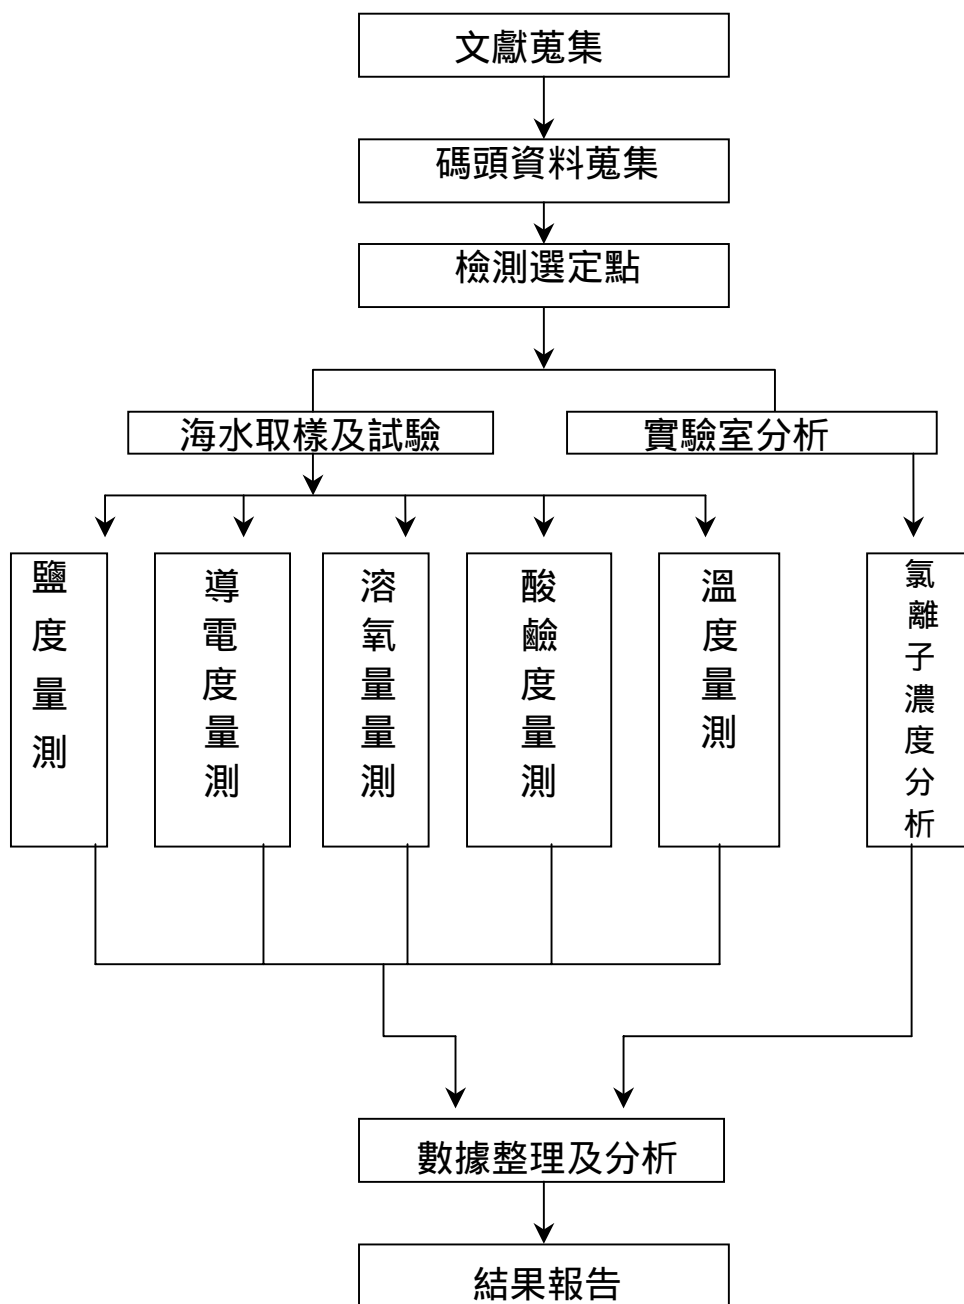 文獻蒐集
碼頭資料蒐集
檢測選定點
海水取樣及試驗
實驗室分析
鹽度量測
導電度量測
溶氧量量測
酸鹼度量測
溫度量測
氯離子濃度分析
數據整理及分析
結果報告